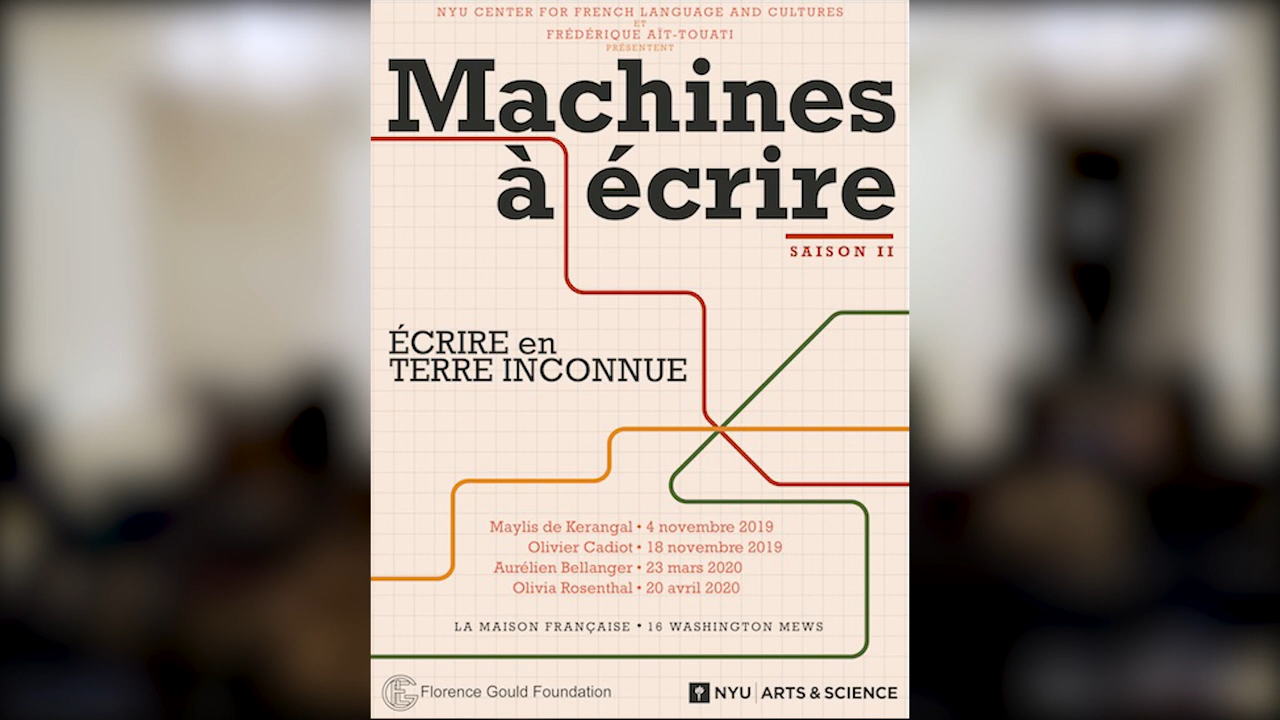 NYU CENTER FOR FRENCH LANGUAGE AND CULTURES
ET
FRÉDÉRIQUE AÏT-TOUATI
PRÉSENTENT
Machines
à écrire
SAISON II
ÉCRIRE en
TERRE INCONNUE
Maylis de Kerangal • 4 novembre 2019
Olivier Cadiot • 18 novembre 2019
Aurélien Bellanger • 23 mars 2020
Olivia Rosenthal • 20 avril 2020
LA MAISON FRANÇAISE • 16 WASHINGTON MEWS
Florence Gould Foundation
NYU | ARTS & SCIENCE